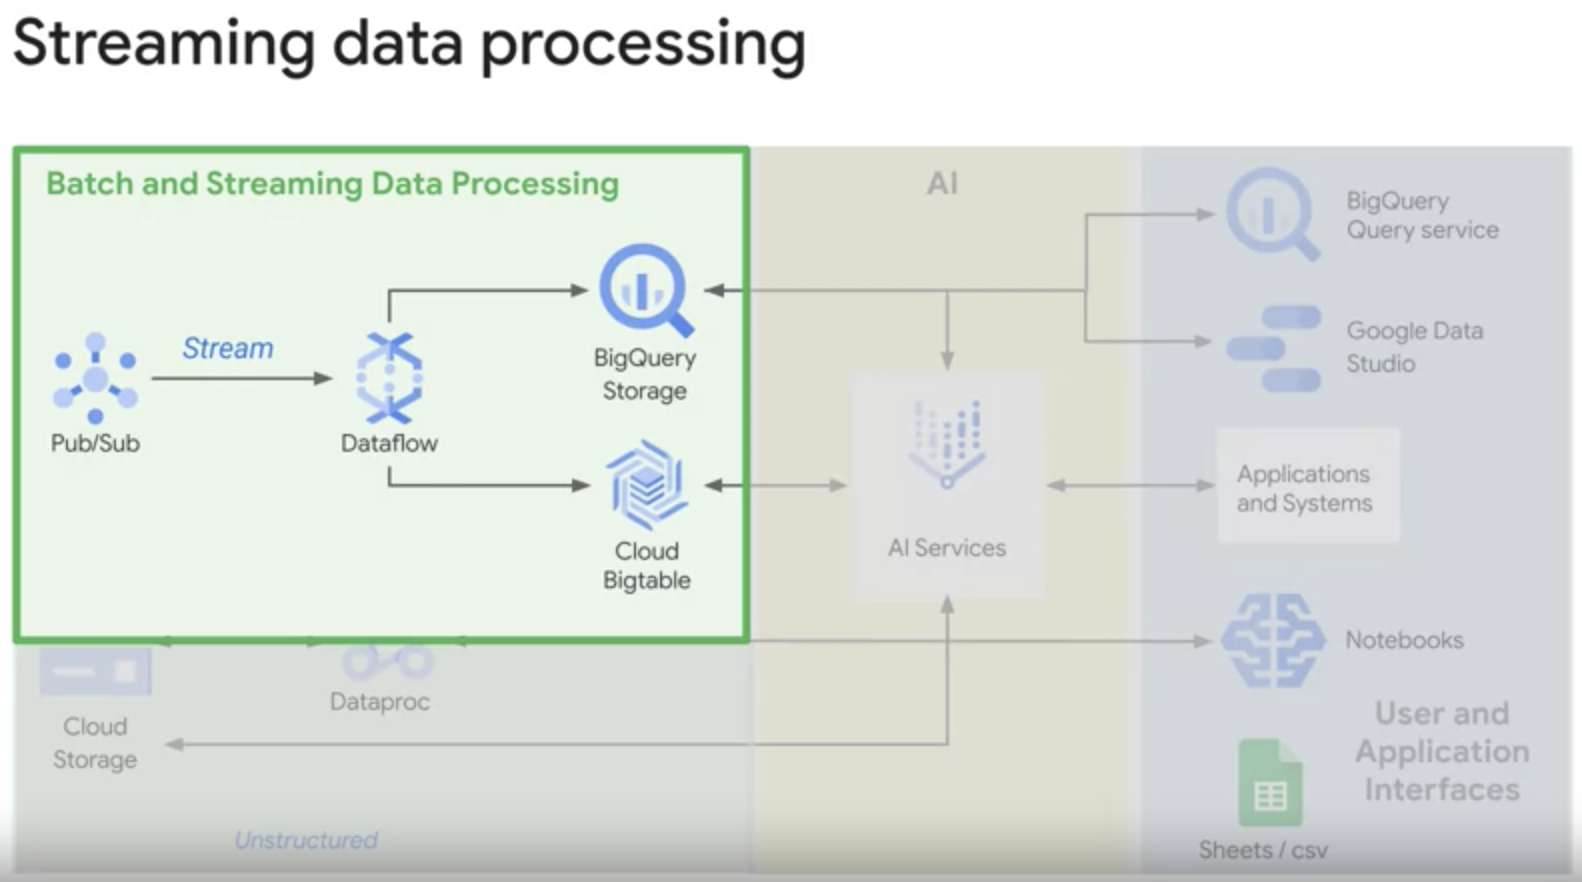 Streaming data processing
Batch and Streaming Data Processing
Stream
Pub/Sub
Dataflow
BigQuery
Storage
Cloud
Bigtable
Cloud
Storage
Dataproc
Unstructured
AI
AI Services
BigQuery
Query service
Google Data
Studio
Applications
and Systems
Notebooks
User and
Application
Interfaces
Sheets / csv